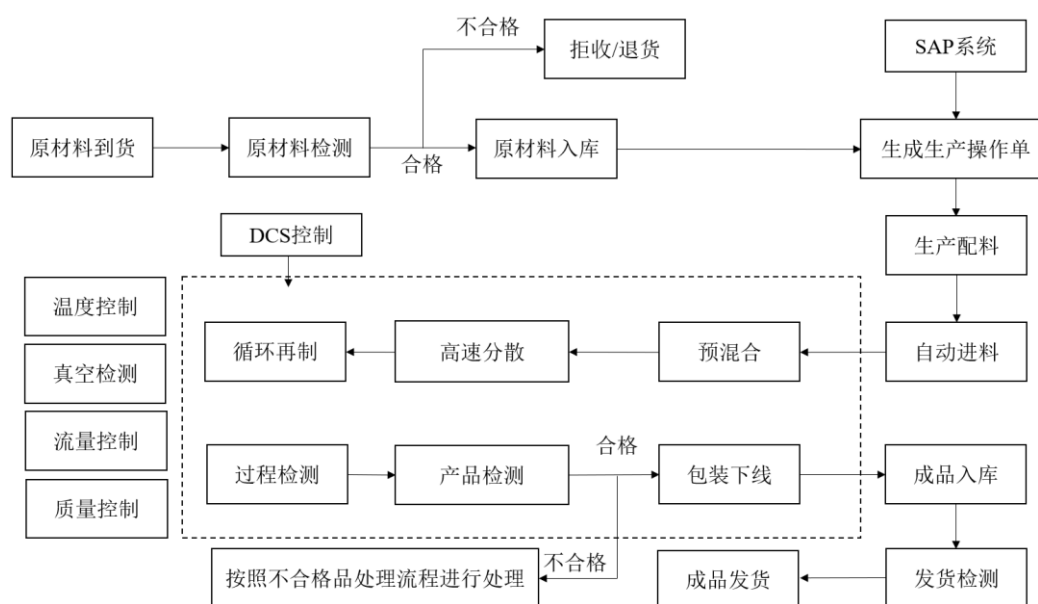 不合格
拒收/退货
SAP系统
原材料到货
原材料检测
合格
原材料入库
生成生产操作单
DCS控制
生产配料
温度控制
循环再制
高速分散
预混合
自动进料
真空检测
流量控制
过程检测
产品检测
合格
包装下线
成品入库
质量控制
按照不合格品处理流程进行处理
不合格
成品发货
发货检测